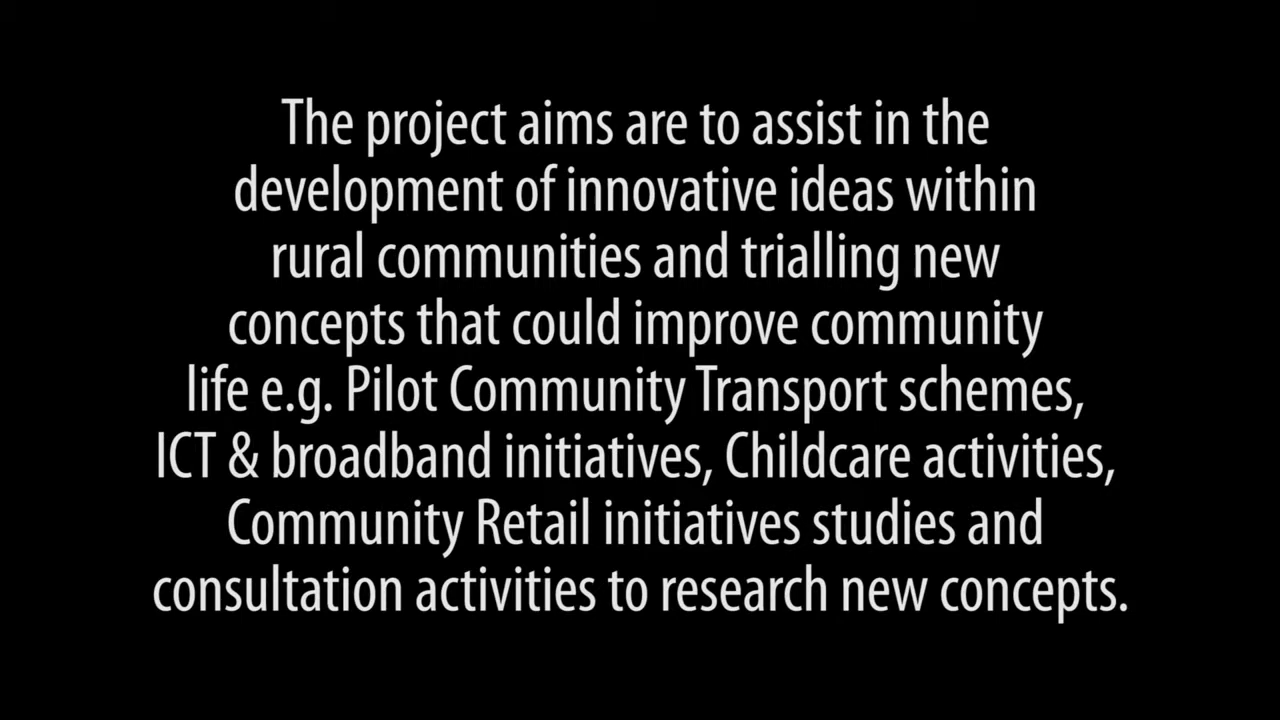 The project aims are to assist in the
development of innovative ideas within
rural communities and trialling new
concepts that could improve community
life e.g. Pilot Community Transport schemes,
ICT & broadband initiatives, Childcare activities,
Community Retail initiatives studies and
consultation activities to research new concepts.